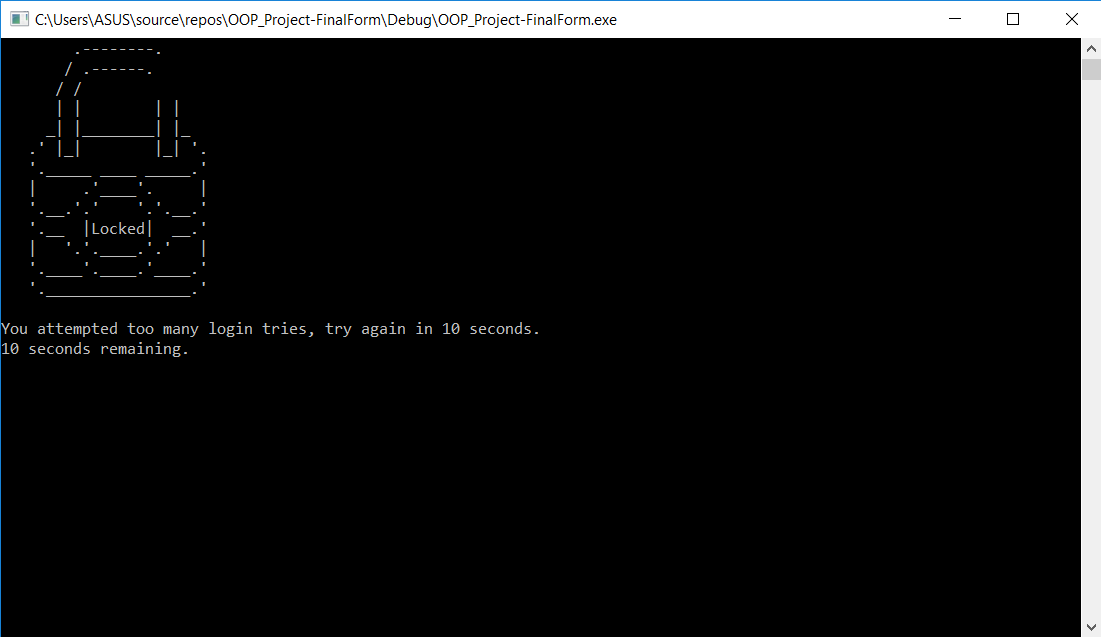 C:\Users\ASUS\source\repos\OOP_Project-FinalForm\Debug\OOP_Project-FinalForm.exe
Locked
You attempted too many login tries, try again in 10 seconds.
10 seconds remaining.